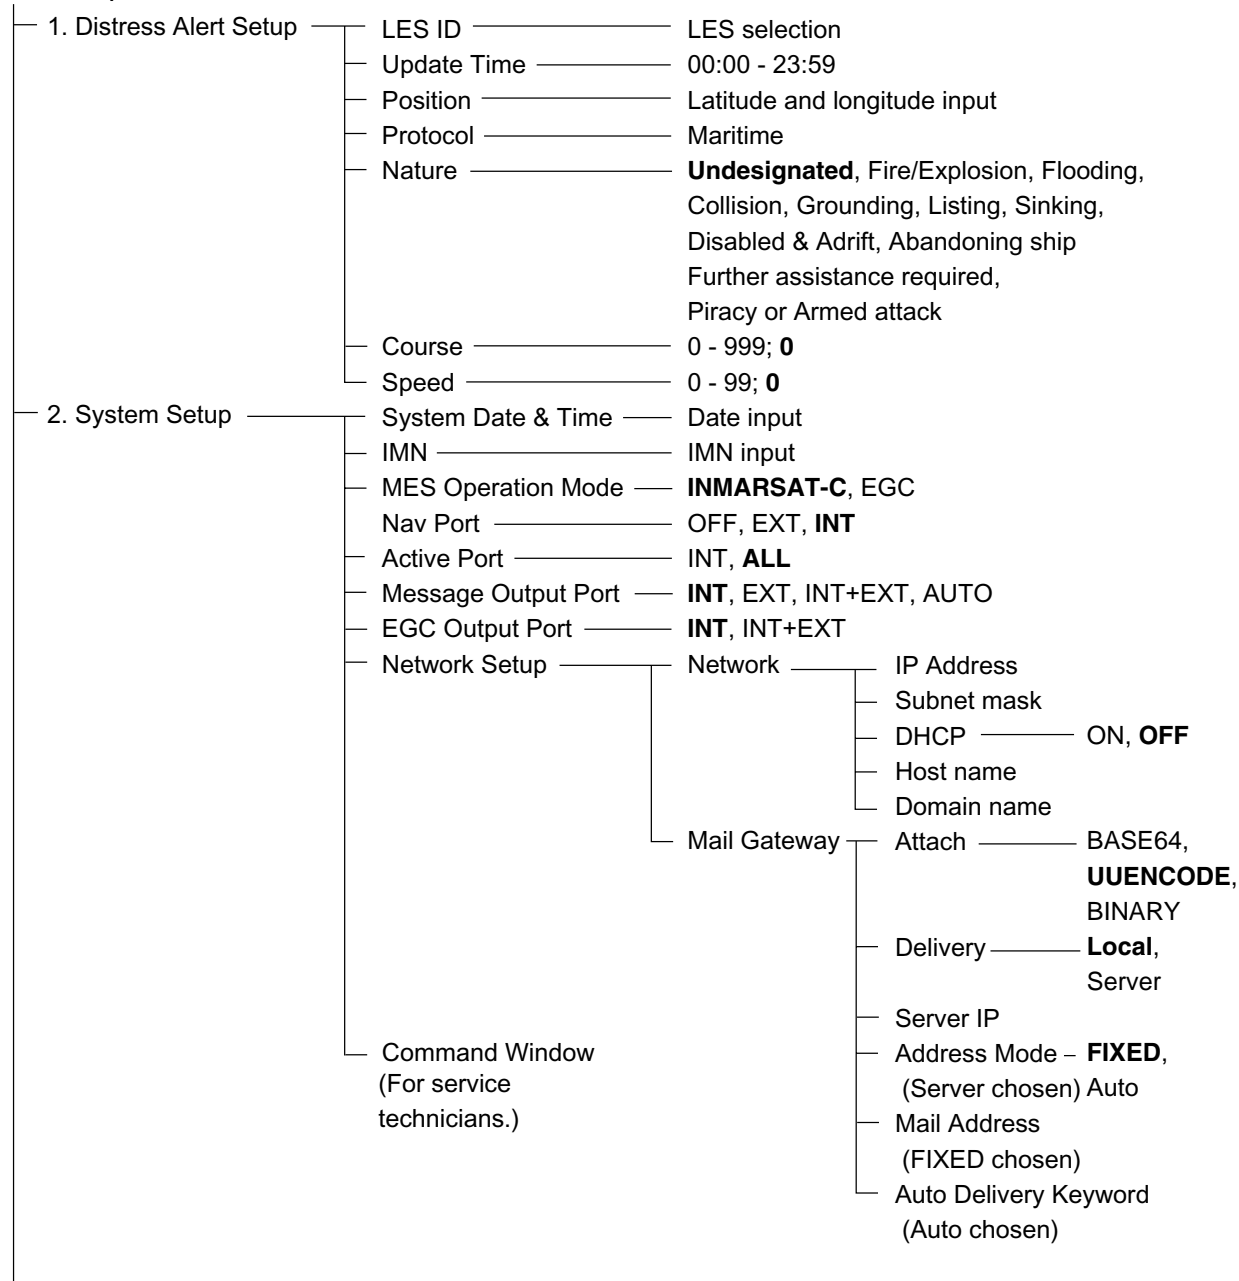 1. Distress Alert Setup LES ID LES selection
Update Time 00:00 - 23:59
Position Latitude and longitude input
Protocol Maritime
Nature Undesignated, Fire/Explosion, Flooding,
Collision, Grounding, Listing, Sinking,
Disabled & Adrift, Abandoning ship
Further assistance required,
Piracy or Armed attack
Course 0 - 999; 0
Speed 0 - 99; 0
2. System Setup System Date & Time Date input
IMN IMN input
MES Operation Mode INMARSAT-C, EGC
Nav Port OFF, EXT, INT
Active Port INT, ALL
Message Output Port INT, EXT, INT+EXT, AUTO
EGC Output Port INT, INT+EXT
Network Setup Network IP Address
Subnet mask
DHCP ON, OFF
Host name
Domain name
Mail Gateway Attach BASE64,
UUENCODE,
BINARY
Delivery Local,
Server
Server IP
Command Window Address Mode – FIXED,
(For service (Server chosen) Auto
technicians.) Mail Address
(FIXED chosen)
Auto Delivery Keyword
(Auto chosen)